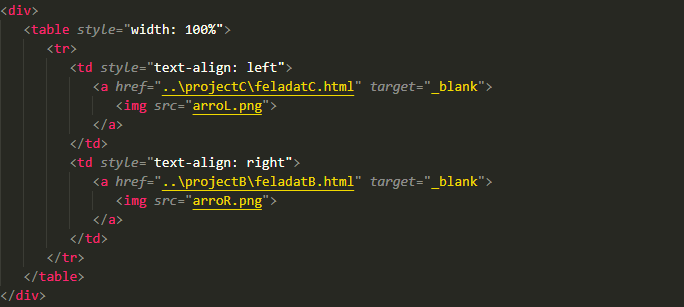 <div>
<table style="width: 100%">
<tr>
<td style="text-align: left">
<a href="..\projectC\feladatC.html" target="_blank">
<img src="arroL.png">
</a>
</td>
<td style="text-align: right">
<a href="..\projectB\feladatB.html" target="_blank">
<img src="arroR.png">
</a>
</td>
</tr>
</table>
</div>